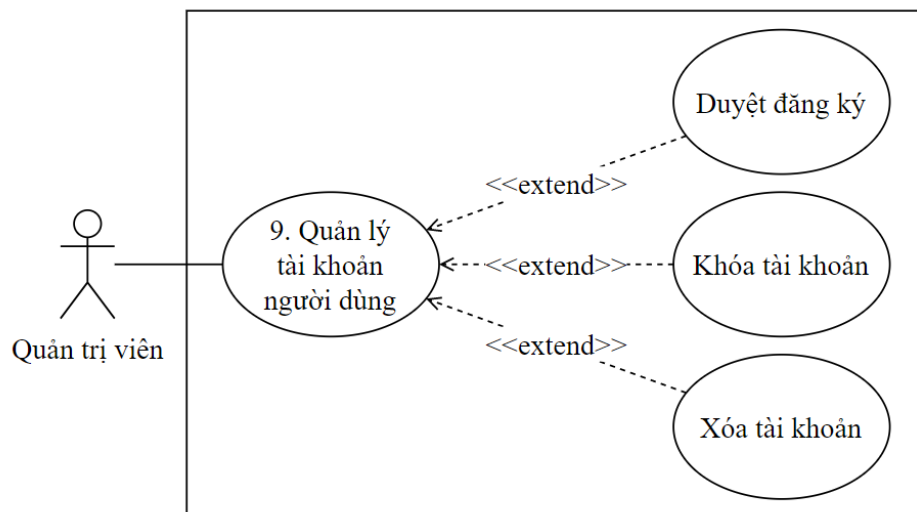 Duyệt đăng ký
<<extend>>
9. Quản lý
tài khoản
người dùng
<<extend>>
Khóa tài khoản
Quản trị viên
<<extend>>
Xóa tài khoản